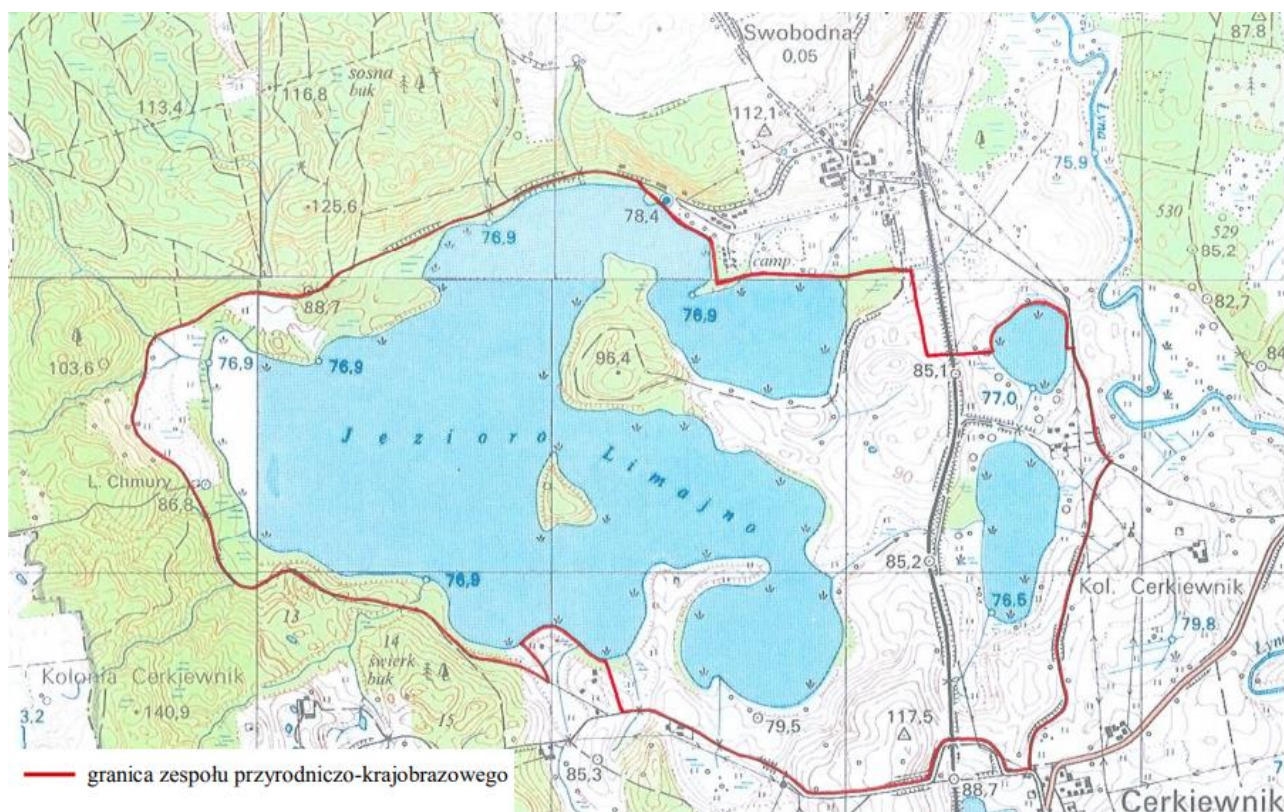 Swobodna
0,05
87.8
113,4
116,8
sosna
buk
112,1
Łyna
75.9
125,6
78,4
76,9
530
529
85,2
camp
88,7
82,7
76,9
103,6
76,9
76,9
96,4
84
85,1
77,0
Jezioro
Limajno
90
L. Chmury
86,8
85,2
76,9
Kol. Cerkiewnik
76.5
79,8
13
14
świerk
buk
Kolonia Cerkiewnik
140,9
15
3,2
79,5
117,5
85,3
88,7
granica zespołu przyrodniczo-krajobrazowego
Cerkiewnik